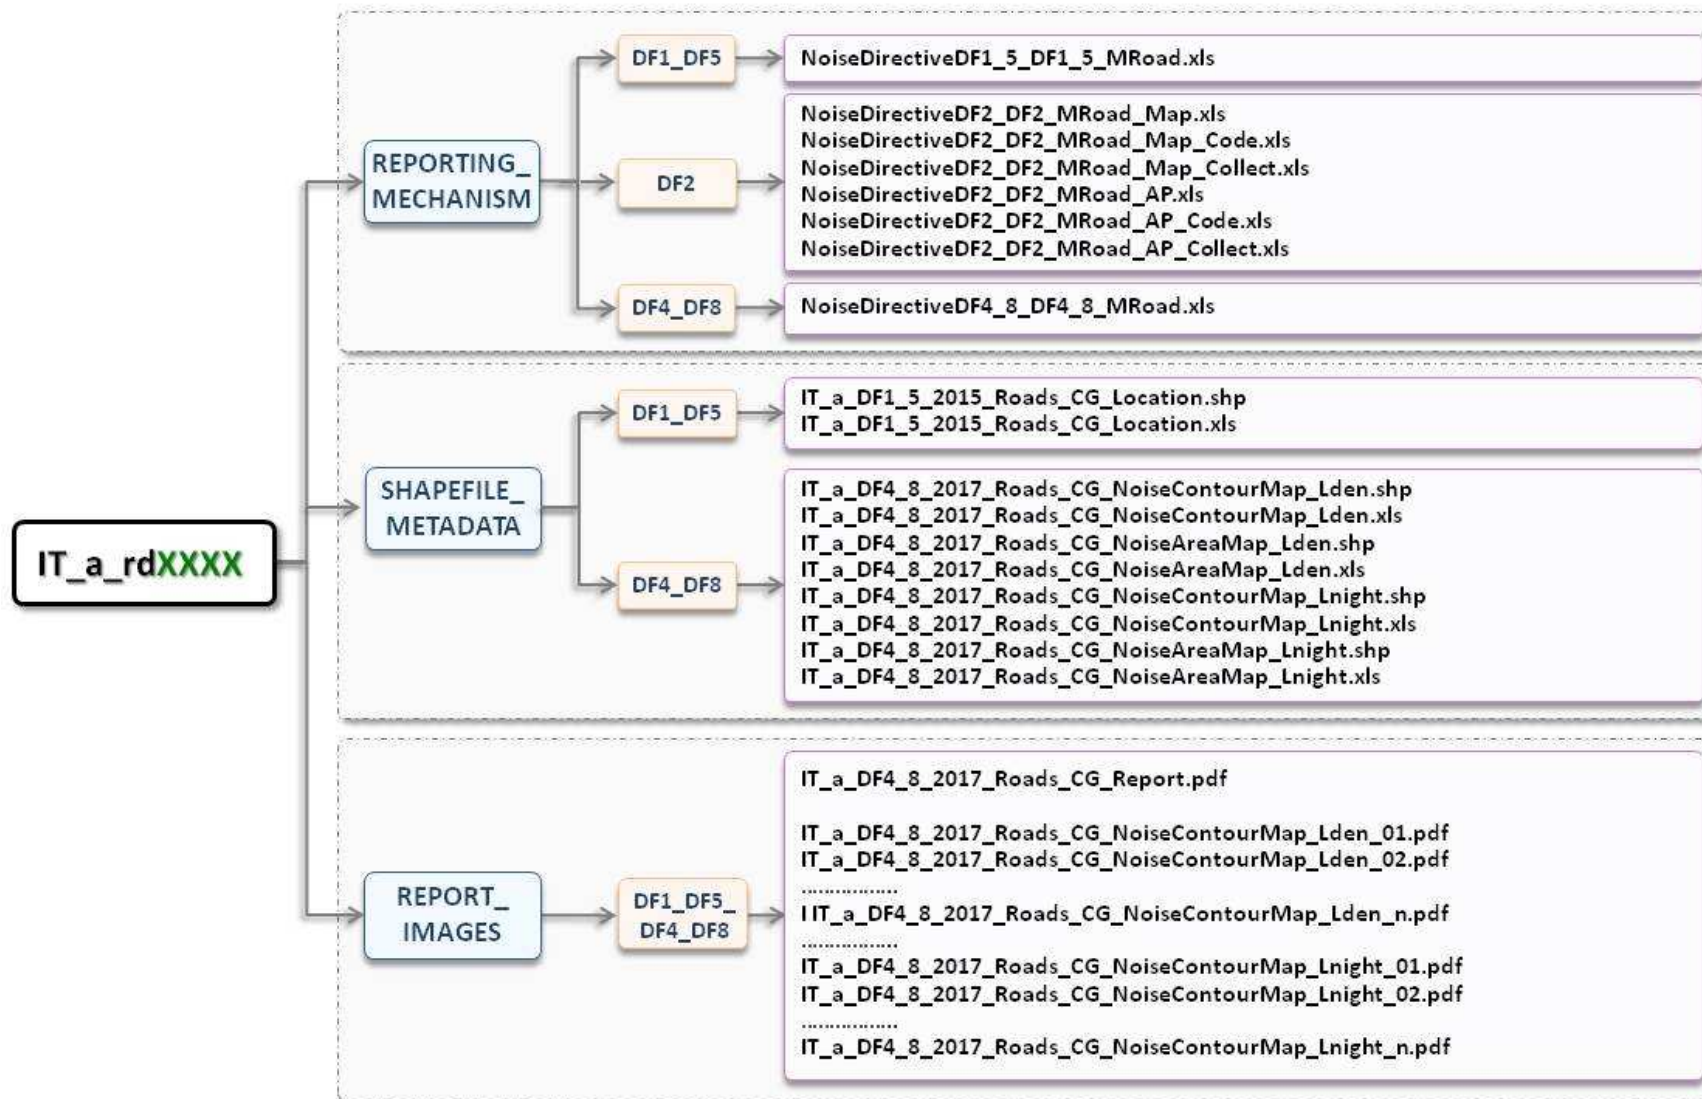 IT_a_rdXXXX
REPORTING_
MECHANISM
DF1_DF5
NoiseDirectiveDF1_5_DF1_5_MRoad.xls
DF2
NoiseDirectiveDF2_DF2_MRoad_Map.xls
NoiseDirectiveDF2_DF2_MRoad_Map_Code.xls
NoiseDirectiveDF2_DF2_MRoad_Map_Collect.xls
NoiseDirectiveDF2_DF2_MRoad_AP.xls
NoiseDirectiveDF2_DF2_MRoad_AP_Code.xls
NoiseDirectiveDF2_DF2_MRoad_AP_Collect.xls
DF4_DF8
NoiseDirectiveDF4_8_DF4_8_MRoad.xls
SHAPEFILE_
METADATA
DF1_DF5
IT_a_DF1_5_2015_Roads_CG_Location.shp
IT_a_DF1_5_2015_Roads_CG_Location.xls
DF4_DF8
IT_a_DF4_8_2017_Roads_CG_NoiseContourMap_Lden.shp
IT_a_DF4_8_2017_Roads_CG_NoiseContourMap_Lden.xls
IT_a_DF4_8_2017_Roads_CG_NoiseAreaMap_Lden.shp
IT_a_DF4_8_2017_Roads_CG_NoiseAreaMap_Lden.xls
IT_a_DF4_8_2017_Roads_CG_NoiseContourMap_Lnight.shp
IT_a_DF4_8_2017_Roads_CG_NoiseContourMap_Lnight.xls
IT_a_DF4_8_2017_Roads_CG_NoiseAreaMap_Lnight.shp
IT_a_DF4_8_2017_Roads_CG_NoiseAreaMap_Lnight.xls
REPORT_
IMAGES
DF1_DF5_
DF4_DF8
IT_a_DF4_8_2017_Roads_CG_Report.pdf
IT_a_DF4_8_2017_Roads_CG_NoiseContourMap_Lden_01.pdf
IT_a_DF4_8_2017_Roads_CG_NoiseContourMap_Lden_02.pdf
.................
I IT_a_DF4_8_2017_Roads_CG_NoiseContourMap_Lden_n.pdf
.................
IT_a_DF4_8_2017_Roads_CG_NoiseContourMap_Lnight_01.pdf
IT_a_DF4_8_2017_Roads_CG_NoiseContourMap_Lnight_02.pdf
.................
IT_a_DF4_8_2017_Roads_CG_NoiseContourMap_Lnight_n.pdf